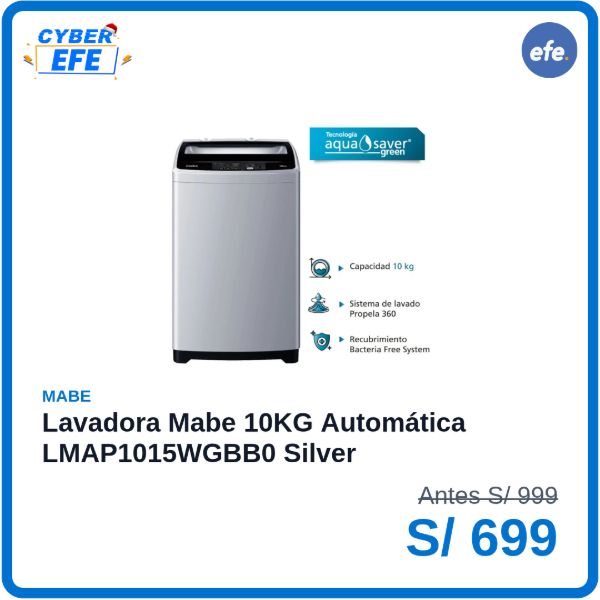 CYBER
EFE
efe.
Tecnología
aqua saver®
green
Capacidad 10 kg
Sistema de lavado
Propela 360
Recubrimiento
Bacteria Free System
MABE
Lavadora Mabe 10KG Automática
LMAP1015WGBB0 Silver
Antes S/ 999
S/ 699